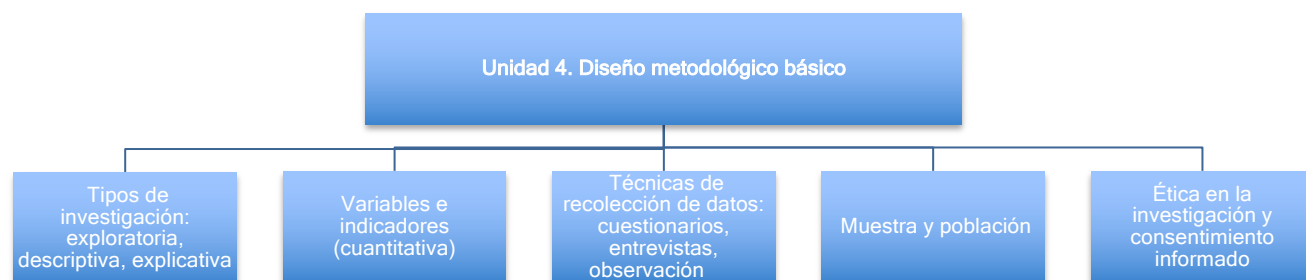 Unidad 4. Diseño metodológico básico
Tipos de
investigación:
exploratoria,
descriptiva, explicativa
Variables e
indicadores
(cuantitativa)
Técnicas de
recolección de datos:
cuestionarios,
entrevistas,
observación
Muestra y población
Ética en la
investigación y
consentimiento
informado